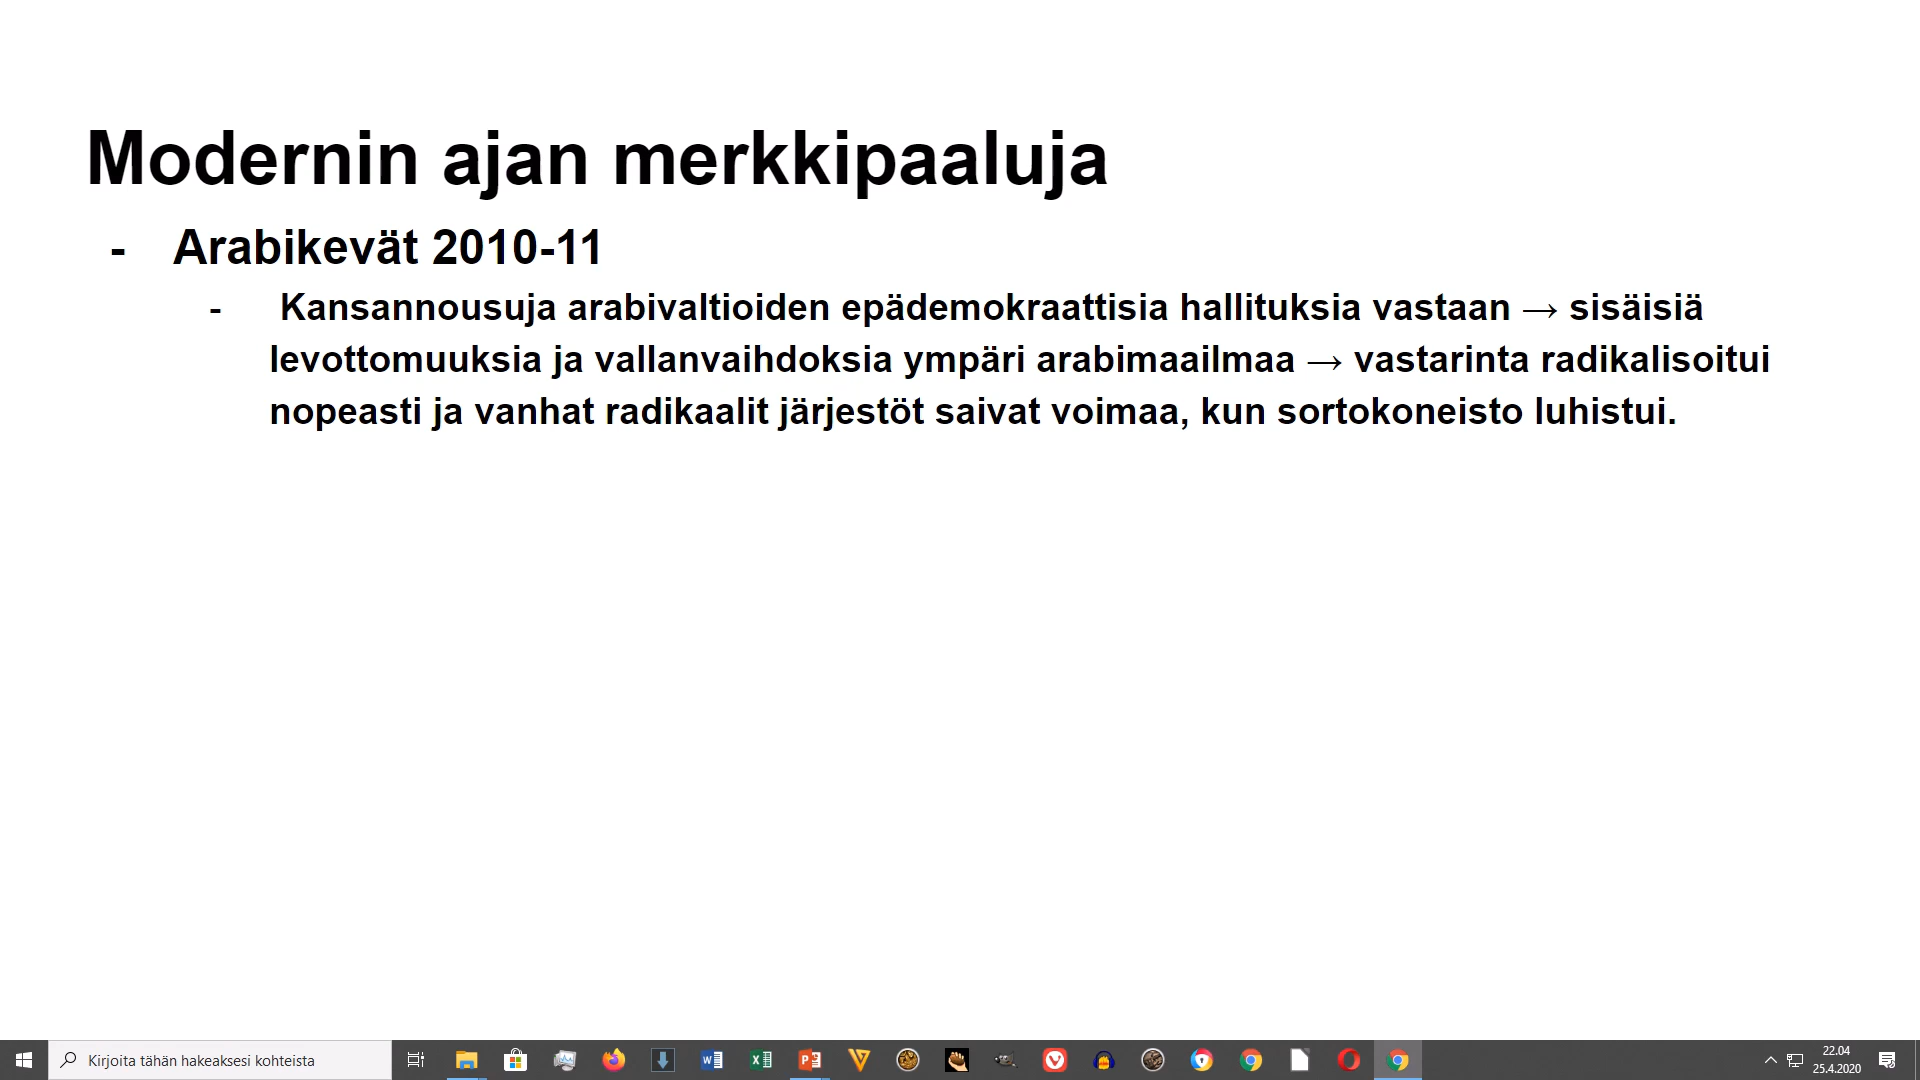 Modernin ajan merkkipaaluja
- Arabikevät 2010-11
- Kansannousuja arabivaltioiden epädemokraattisia hallituksia vastaan → sisäisiä
levottomuuksia ja vallanvaihdoksia ympäri arabimaailmaa → vastarinta radikalisoitui
nopeasti ja vanhat radikaalit järjestöt saivat voimaa, kun sortokoneisto luhistui.
Kirjoita tähän hakeaksesi kohteista
22.04
25.4.2020